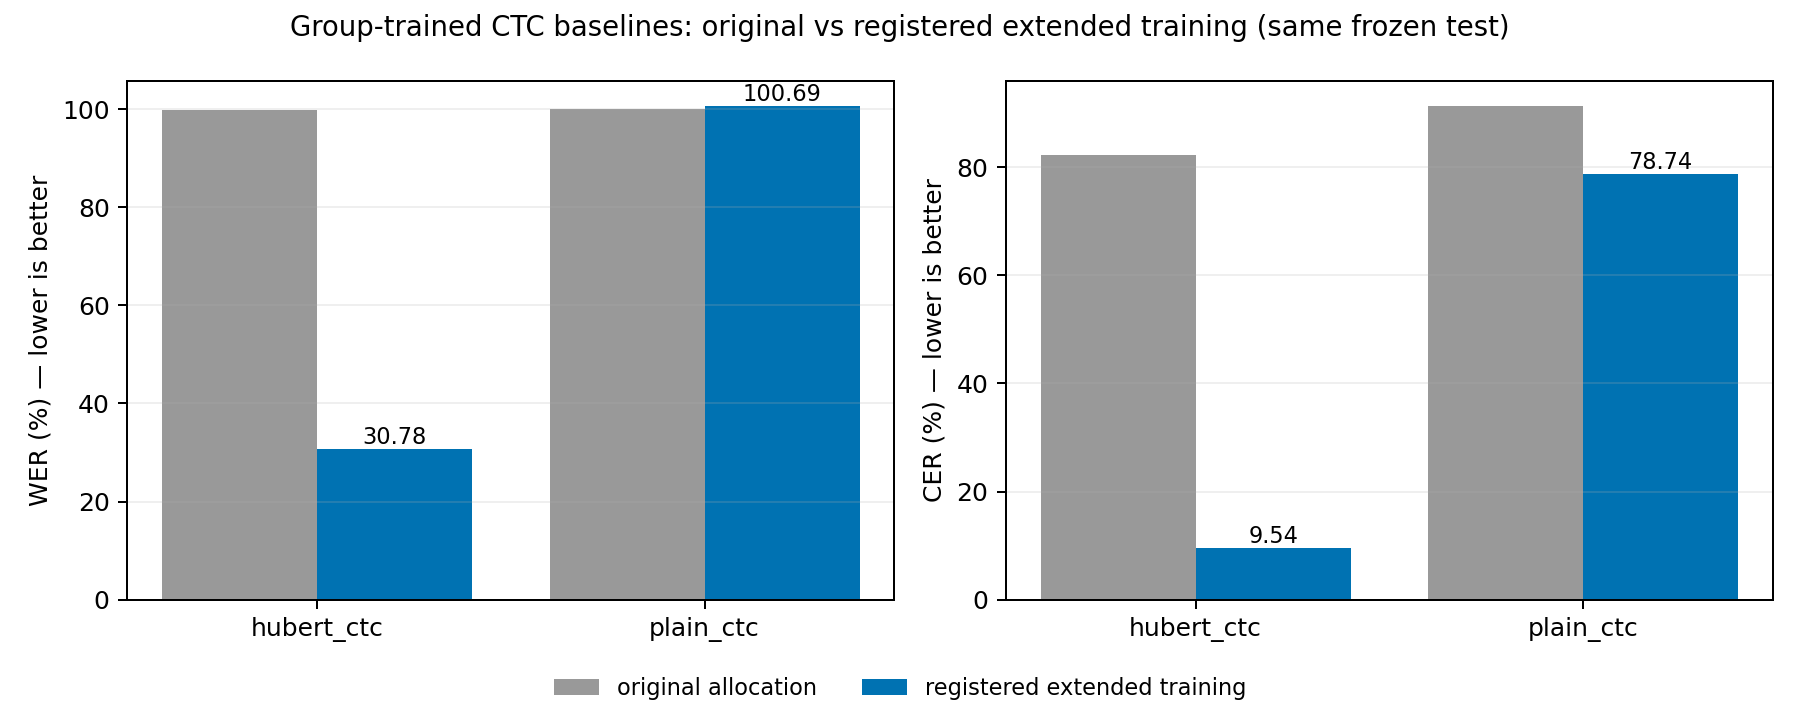 Group-trained CTC baselines: original vs registered extended training (same frozen test)
WER (%) — lower is better
100
80
60
40
20
0
30.78
100.69
hubert_ctc
plain_ctc
CER (%) — lower is better
80
60
40
20
0
9.54
78.74
hubert_ctc
plain_ctc
original allocation
registered extended training